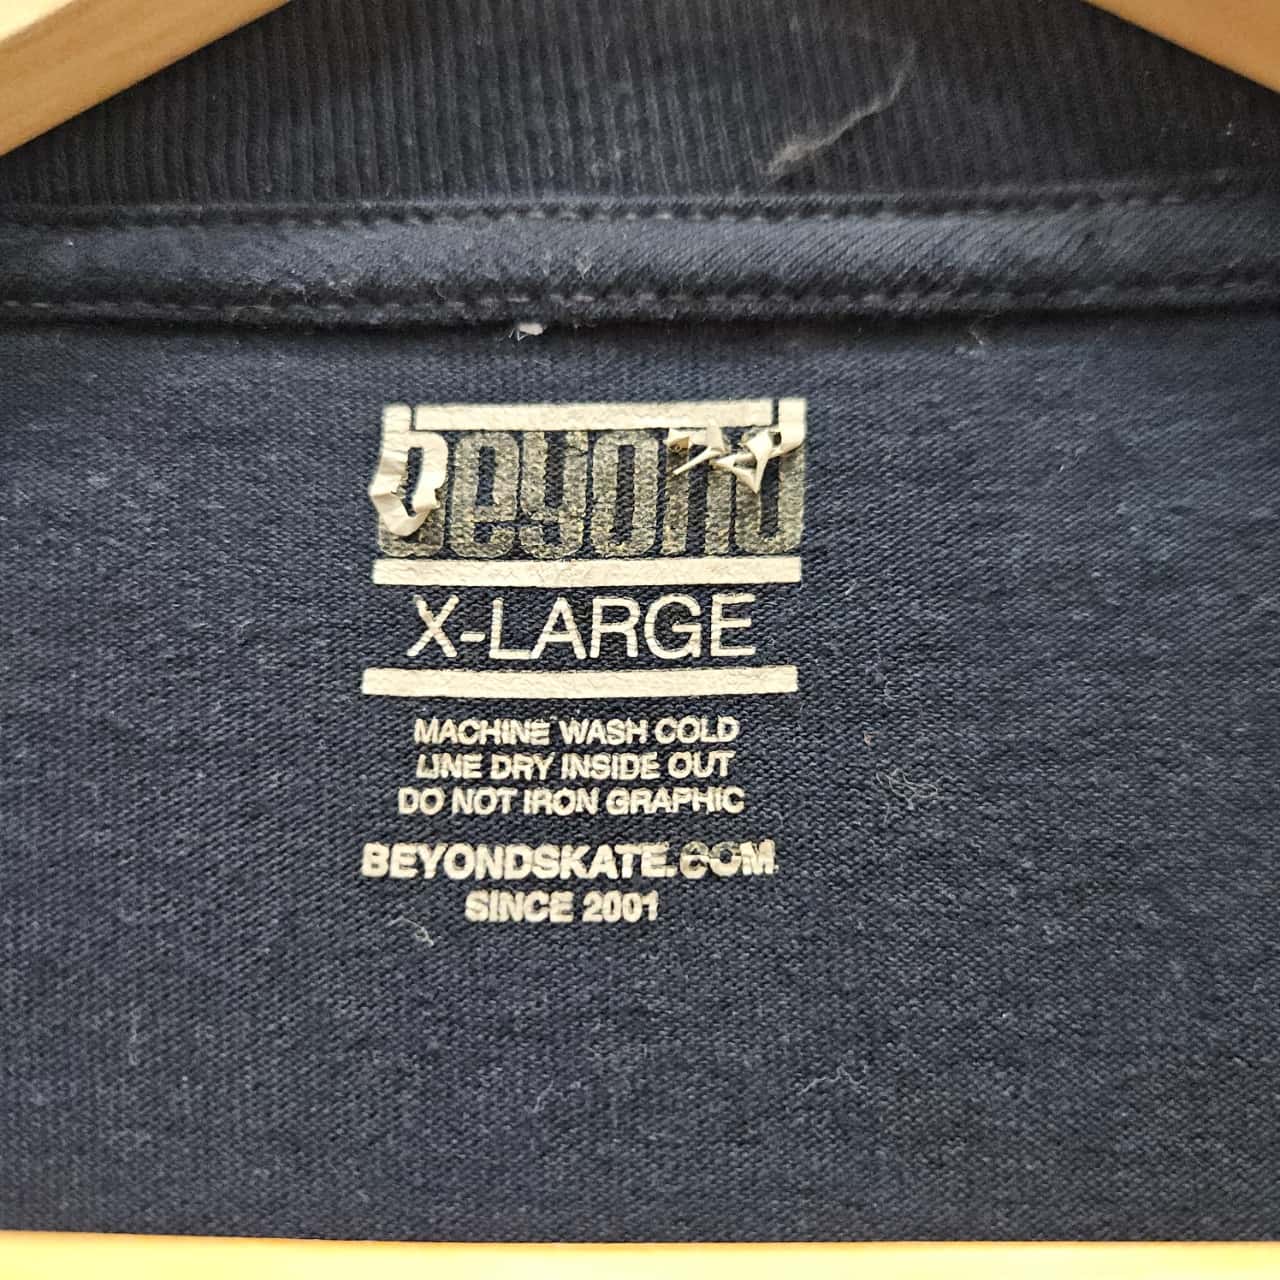 beyond
X-LARGE
MACHINE WASH COLD
LINE DRY INSIDE OUT
DO NOT IRON GRAPHIC
BEYONDSKATE.COM
SINCE 2001